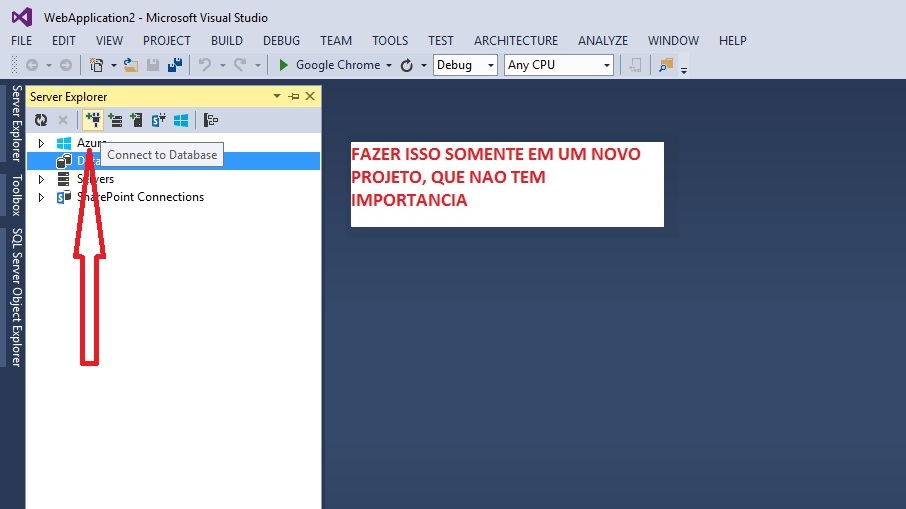 WebApplication2 - Microsoft Visual Studio
FILE EDIT VIEW PROJECT BUILD DEBUG TEAM TOOLS TEST ARCHITECTURE ANALYZE WINDOW HELP
Google Chrome Debug Any CPU
Server Explorer
Toolbox
SQL Server Object Explorer
Server Explorer
Azure
Connect to Database
Servers
SharePoint Connections
FAZER ISSO SOMENTE EM UM NOVO
PROJETO, QUE NAO TEM
IMPORTANCIA